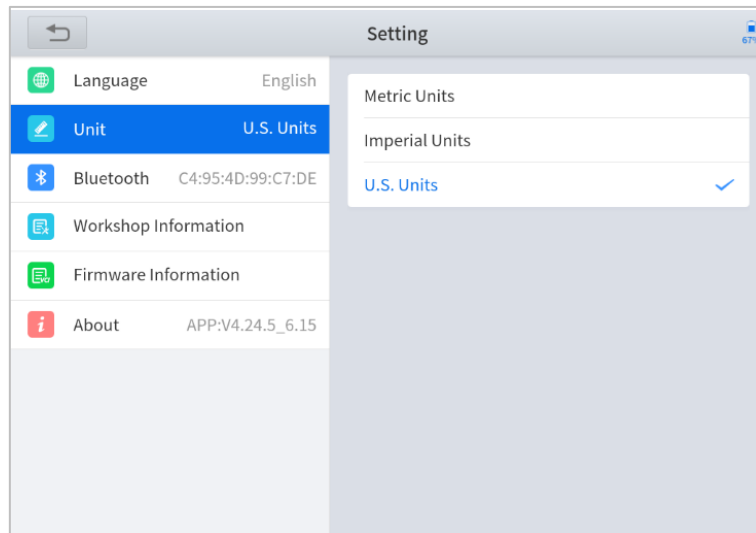 Setting
67%
Language English
Unit U.S. Units
Bluetooth C4:95:4D:99:C7:DE
Workshop Information
Firmware Information
About APP:V4.24.5_6.15
Metric Units
Imperial Units
U.S. Units